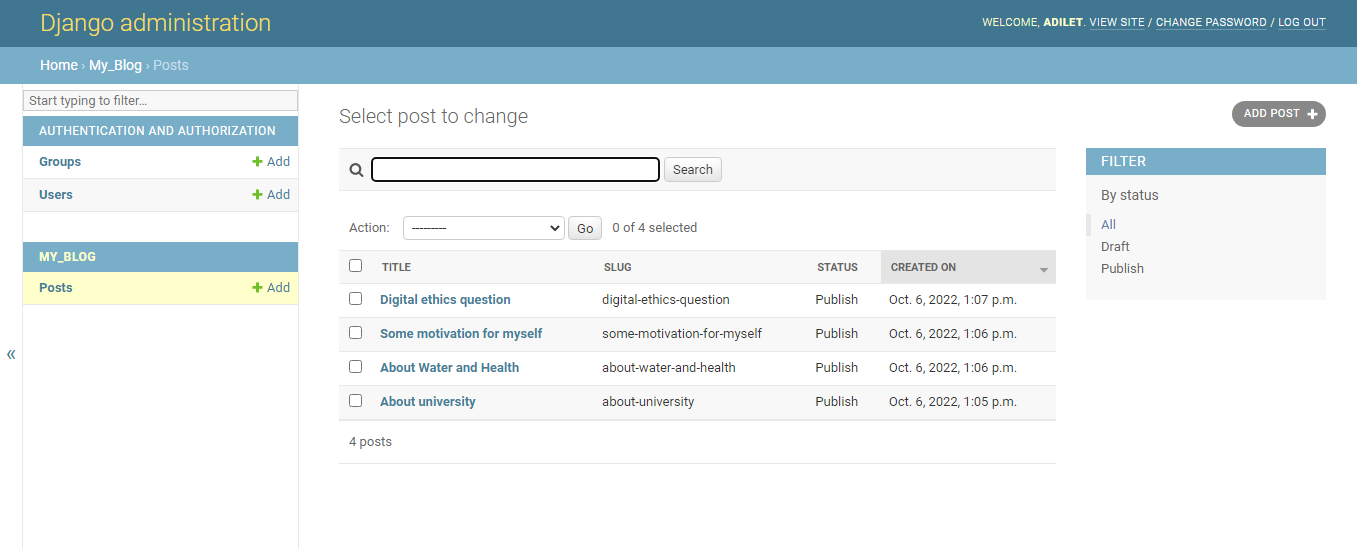 Django administration
WELCOME, ADILET. VIEW SITE / CHANGE PASSWORD / LOG OUT
Home › My_Blog › Posts
«
Start typing to filter...
AUTHENTICATION AND AUTHORIZATION
Groups + Add
Users + Add
MY_BLOG
Posts + Add
Select post to change
ADD POST +
Search
Action: --------- Go 0 of 4 selected
TITLE SLUG STATUS CREATED ON
Digital ethics question digital-ethics-question Publish Oct. 6, 2022, 1:07 p.m.
Some motivation for myself some-motivation-for-myself Publish Oct. 6, 2022, 1:06 p.m.
About Water and Health about-water-and-health Publish Oct. 6, 2022, 1:06 p.m.
About university about-university Publish Oct. 6, 2022, 1:05 p.m.
4 posts
FILTER
By status
All
Draft
Publish